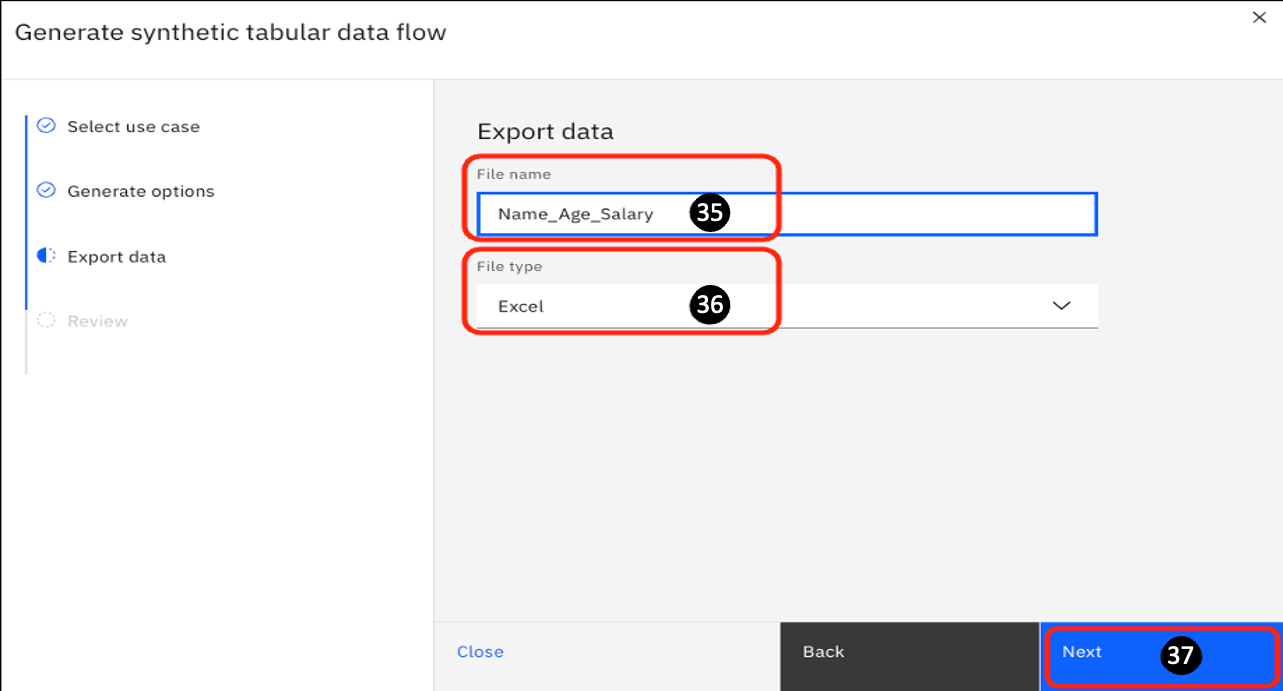 Generate synthetic tabular data flow
Select use case
Generate options
Export data
Review
Export data
File name
Name_Age_Salary 35
File type
Excel 36
Close
Back
Next 37